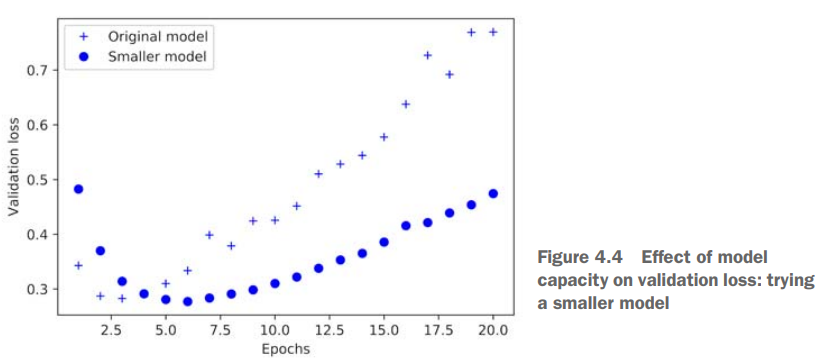 Original model
Smaller model
0.7
0.6
0.5
0.4
0.3
Validation loss
2.5 5.0 7.5 10.0 12.5 15.0 17.5 20.0
Epochs
Figure 4.4 Effect of model
capacity on validation loss: trying
a smaller model